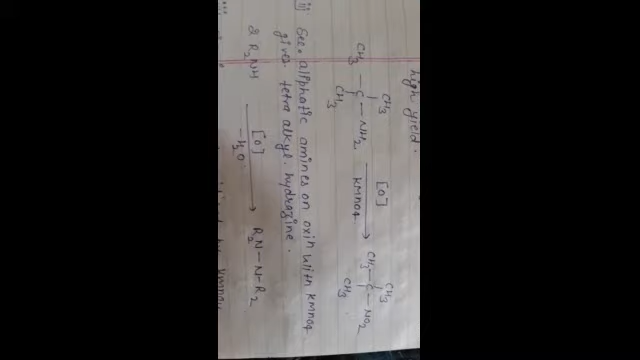 high yield.
CH3 CH3
CH3 — C — NH2 [O] KMnO4 → CH3 — C — NO2
CH3 CH3
ii) Sec. aliphatic amines on oxin with KMnO4
gives tetra alkyl hydrazine.
2 R2NH [O] -H2O → R2N — N — R2